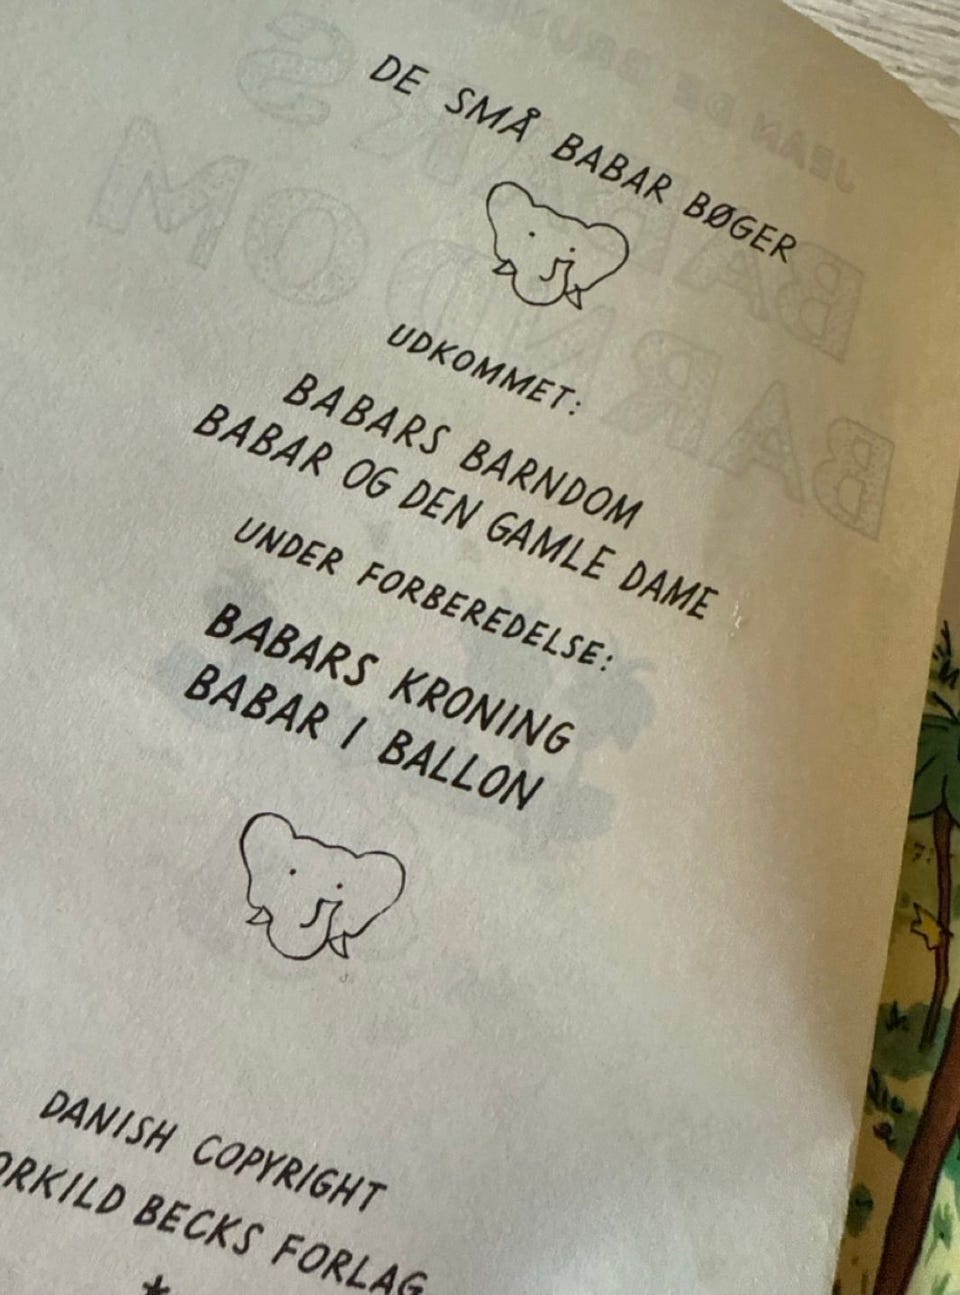 DE SMÅ BABAR BØGER
UDKOMMET:
BABARS BARNDOM
BABAR OG DEN GAMLE DAME
UNDER FORBEREDELSE:
BABARS KRONING
BABAR I BALLON
DANISH COPYRIGHT
ORKILD BECKS FORLAG
*